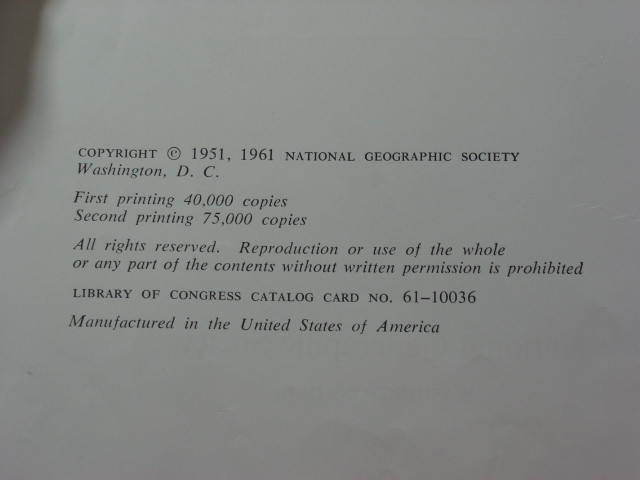 COPYRIGHT © 1951, 1961 NATIONAL GEOGRAPHIC SOCIETY
Washington, D. C.
First printing 40,000 copies
Second printing 75,000 copies
All rights reserved. Reproduction or use of the whole
or any part of the contents without written permission is prohibited
LIBRARY OF CONGRESS CATALOG CARD NO. 61–10036
Manufactured in the United States of America